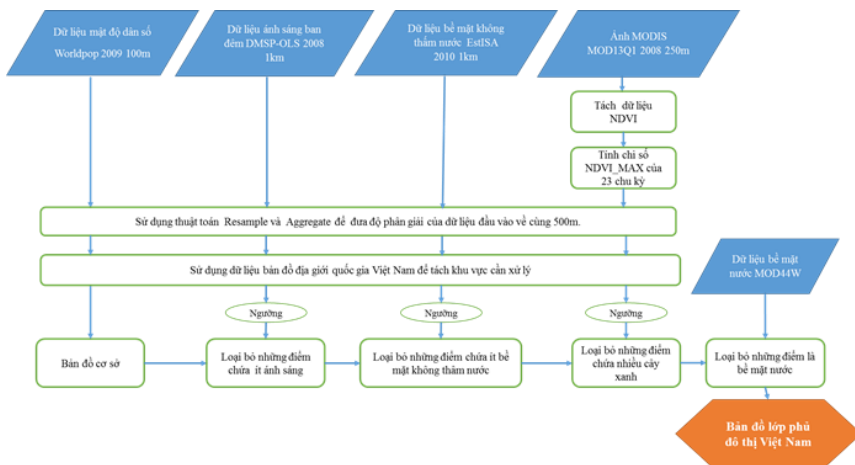 Dữ liệu mật độ dân số
Worldpop 2009 100m
Dữ liệu ánh sáng ban
đêm DMSP-OLS 2008
1km
Dữ liệu bề mặt không
thấm nước EstISA
2010 1km
Ảnh MODIS
MOD13Q1 2008 250m
Tách dữ liệu
NDVI
Tính chỉ số
NDVI_MAX của
23 chu kỳ
Sử dụng thuật toán Resample và Aggregate để đưa độ phân giải của dữ liệu đầu vào về cùng 500m.
Sử dụng dữ liệu bản đồ địa giới quốc gia Việt Nam để tách khu vực cần xử lý
Dữ liệu bề mặt
nước MOD44W
Ngưỡng
Ngưỡng
Ngưỡng
Bản đồ cơ sở
Loại bỏ những điểm
chứa ít ánh sáng
Loại bỏ những điểm chứa ít bề
mặt không thâm nước
Loại bỏ những điểm
chứa nhiều cây
xanh
Loại bỏ những điểm là
bề mặt nước
Bản đồ lớp phủ
đô thị Việt Nam